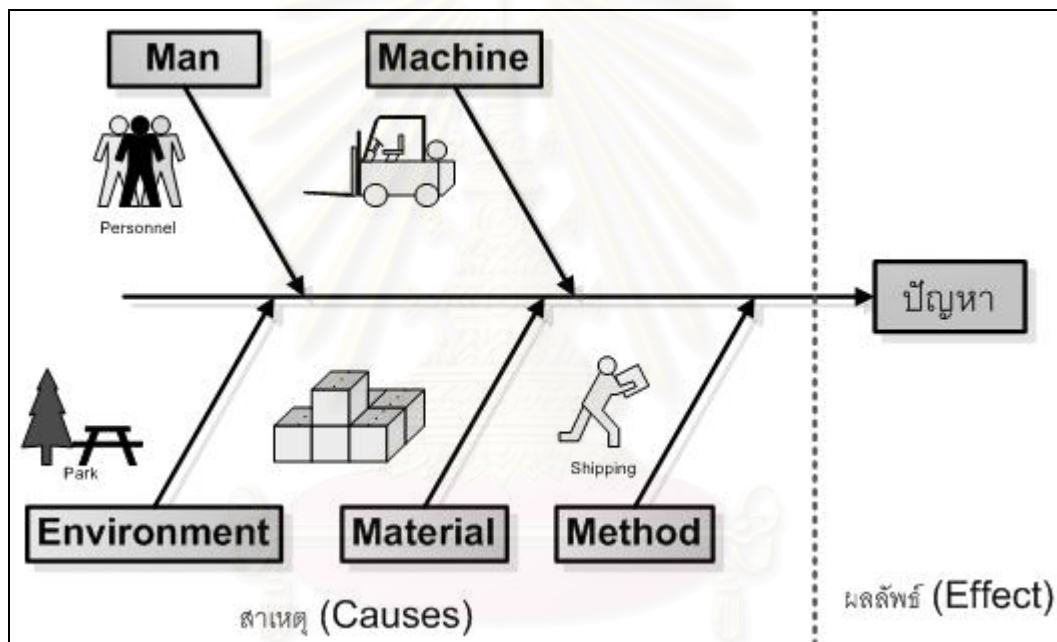 Man
Machine
Personnel
ปัญหา
Park
Shipping
Environment
Material
Method
สาเหตุ (Causes)
ผลลัพธ์ (Effect)